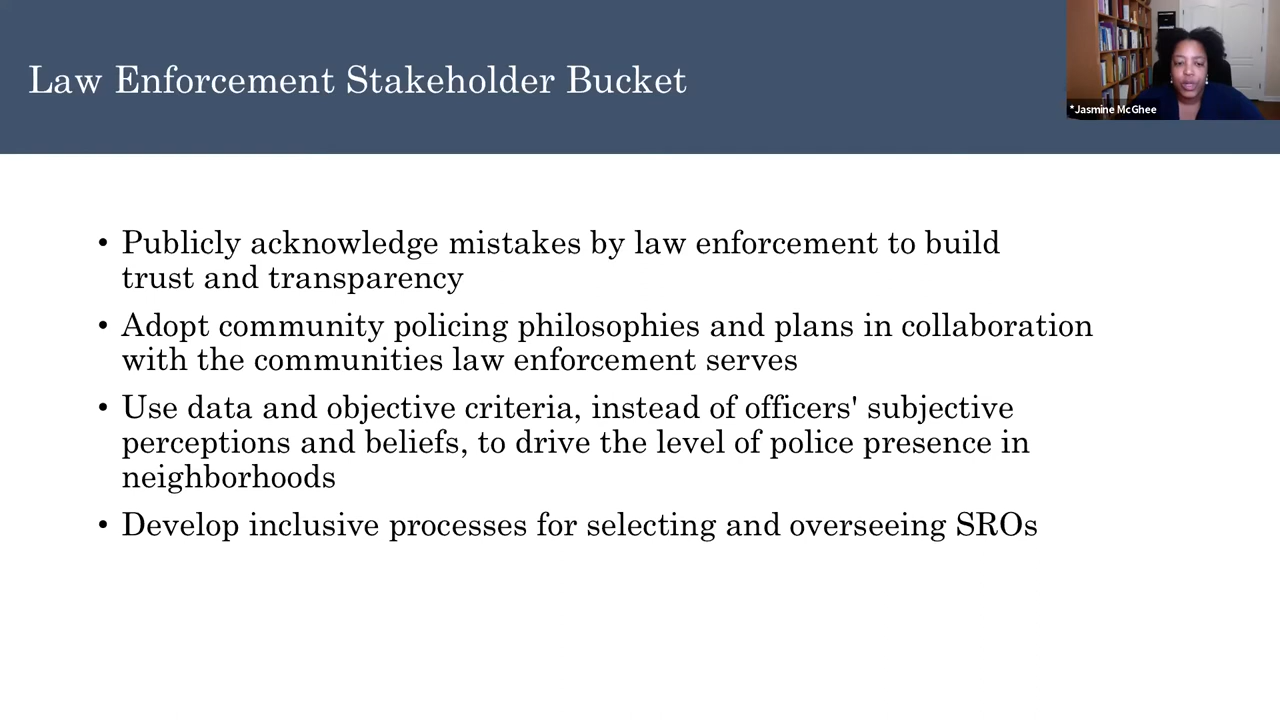 Law Enforcement Stakeholder Bucket
*Jasmine McGhee
• Publicly acknowledge mistakes by law enforcement to build
trust and transparency
• Adopt community policing philosophies and plans in collaboration
with the communities law enforcement serves
• Use data and objective criteria, instead of officers' subjective
perceptions and beliefs, to drive the level of police presence in
neighborhoods
• Develop inclusive processes for selecting and overseeing SROs